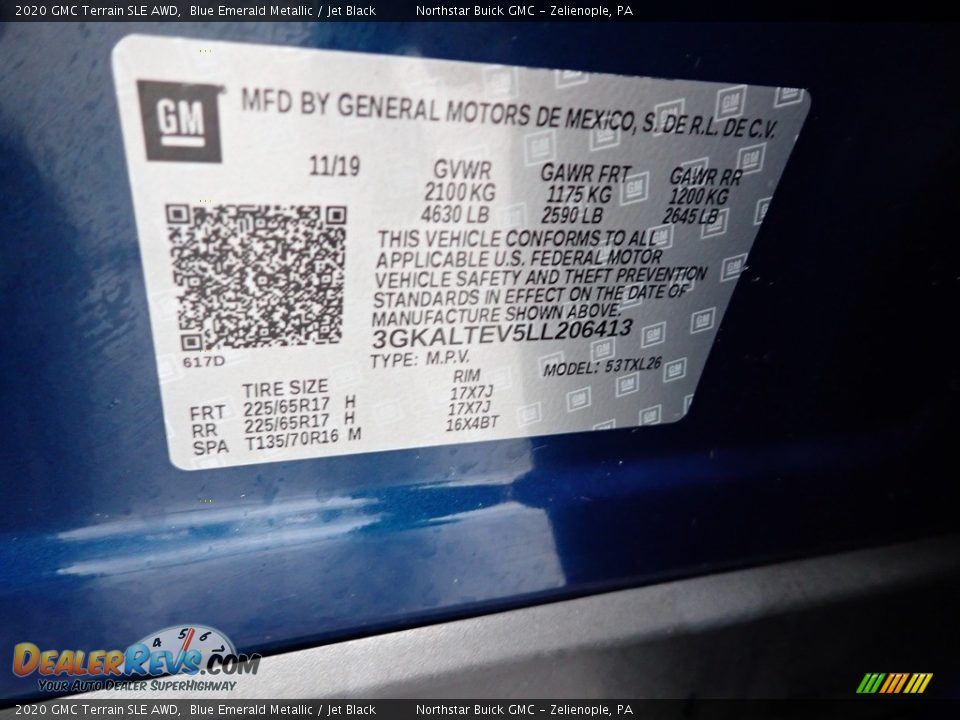 2020 GMC Terrain SLE AWD, Blue Emerald Metallic / Jet Black Northstar Buick GMC - Zelienople, PA
GM MFD BY GENERAL MOTORS DE MEXICO, S. DE R.L. DE C.V.
11/19 GVWR GAWR FRT GAWR RR
2100 KG 1175 KG 1200 KG
4630 LB 2590 LB 2645 LB
THIS VEHICLE CONFORMS TO ALL
APPLICABLE U.S. FEDERAL MOTOR
VEHICLE SAFETY AND THEFT PREVENTION
STANDARDS IN EFFECT ON THE DATE OF
MANUFACTURE SHOWN ABOVE.
3GKALTEV5LL206413
617D TYPE: M.P.V. MODEL: 53TXL26
TIRE SIZE RIM
FRT 225/65R17 H 17X7J
RR 225/65R17 H 17X7J
SPA T135/70R16 M 16X4BT
4 5 6 7
DEALERREVS.COM
YOUR AUTO DEALER SUPERHIGHWAY
2020 GMC Terrain SLE AWD, Blue Emerald Metallic / Jet Black Northstar Buick GMC - Zelienople, PA